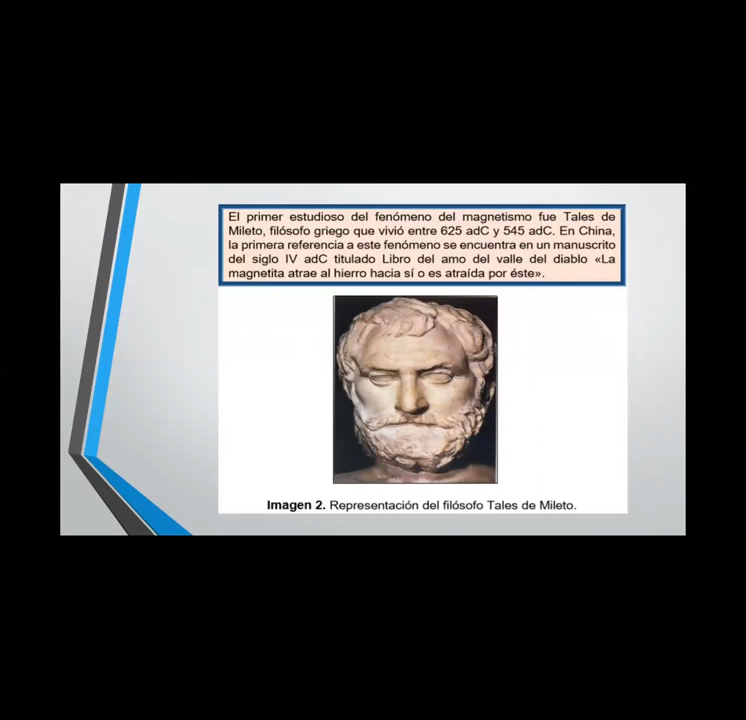 El primer estudioso del fenómeno del magnetismo fue Tales de
Mileto, filósofo griego que vivió entre 625 adC y 545 adC. En China,
la primera referencia a este fenómeno se encuentra en un manuscrito
del siglo IV adC titulado Libro del amo del valle del diablo «La
magnetita atrae al hierro hacia sí o es atraída por éste».
Imagen 2. Representación del filósofo Tales de Mileto.